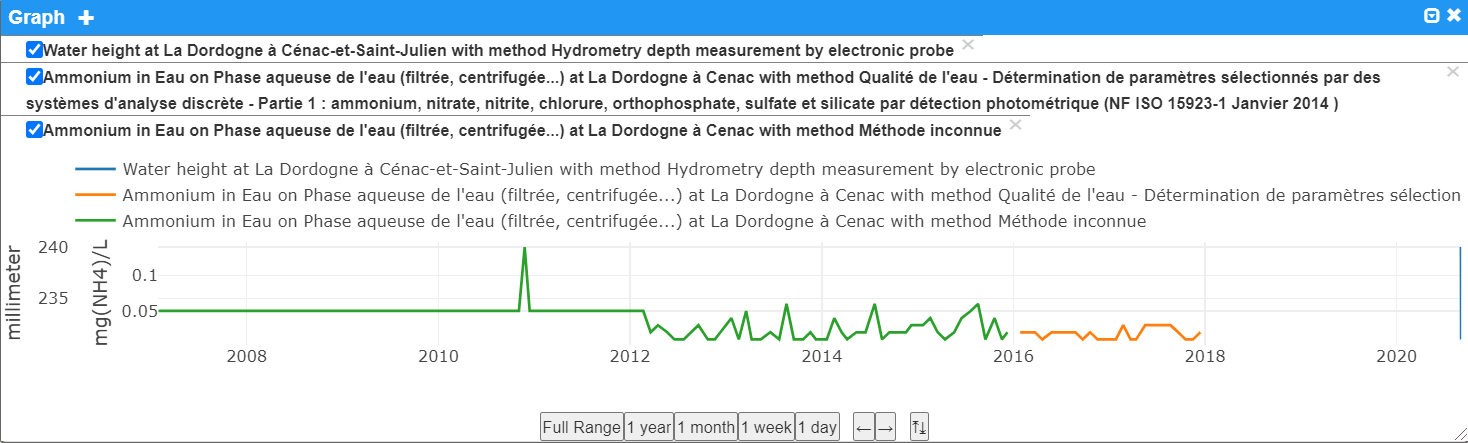 Graph +
Water height at La Dordogne à Cénac-et-Saint-Julien with method Hydrometry depth measurement by electronic probe ×
Ammonium in Eau on Phase aqueuse de l'eau (filtrée, centrifugée...) at La Dordogne à Cenac with method Qualité de l'eau - Détermination de paramètres sélectionnés par des ×
systèmes d'analyse discrète - Partie 1 : ammonium, nitrate, nitrite, chlorure, orthophosphate, sulfate et silicate par détection photométrique (NF ISO 15923-1 Janvier 2014 )
Ammonium in Eau on Phase aqueuse de l'eau (filtrée, centrifugée...) at La Dordogne à Cenac with method Méthode inconnue ×
Water height at La Dordogne à Cénac-et-Saint-Julien with method Hydrometry depth measurement by electronic probe
Ammonium in Eau on Phase aqueuse de l'eau (filtrée, centrifugée...) at La Dordogne à Cenac with method Qualité de l'eau - Détermination de paramètres sélection
Ammonium in Eau on Phase aqueuse de l'eau (filtrée, centrifugée...) at La Dordogne à Cenac with method Méthode inconnue
millimeter
240
235
mg(NH4)/L
0.1
0.05
2008 2010 2012 2014 2016 2018 2020
Full Range 1 year 1 month 1 week 1 day ← → ⤒⤓